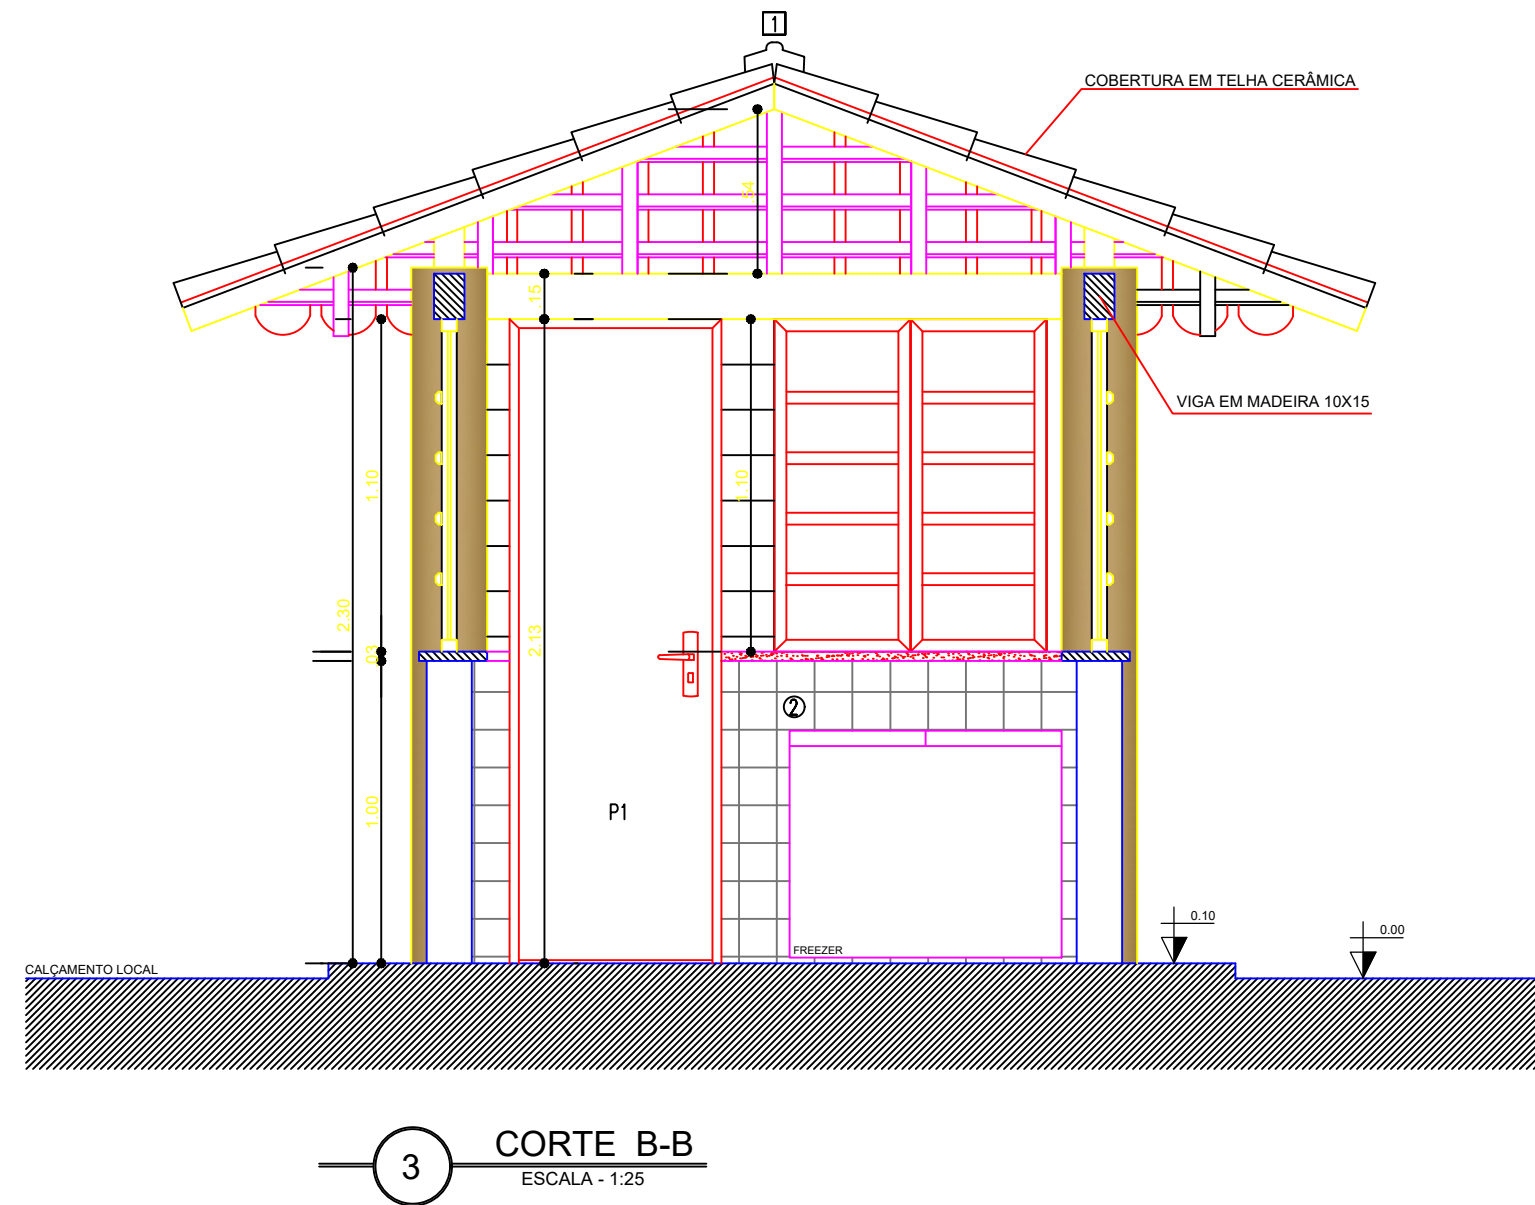 1
COBERTURA EM TELHA CERÂMICA
.54
.15
VIGA EM MADEIRA 10X15
1.10
1.10
2.30
.03
2.13
2
1.00
P1
FREEZER
0.10
0.00
CALÇAMENTO LOCAL
3
CORTE B-B
ESCALA - 1:25